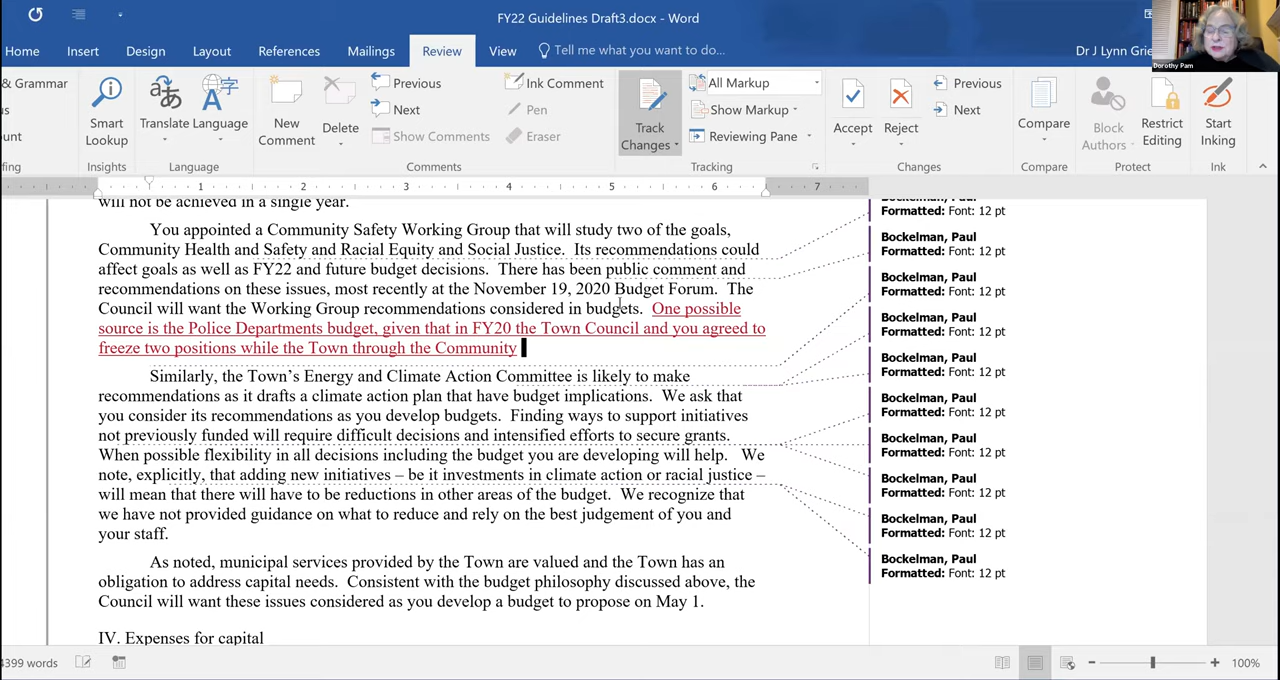 FY22 Guidelines Draft3.docx - Word
Home Insert Design Layout References Mailings Review View Tell me what you want to do...
Dr J Lynn Grie
Dorothy Pam
& Grammar
Smart Lookup
Insights
Translate Language
Language
New Comment
Delete
Previous
Next
Show Comments
Ink Comment
Pen
Eraser
Comments
Track Changes
All Markup
Show Markup
Reviewing Pane
Tracking
Accept
Reject
Previous
Next
Changes
Compare
Compare
Block Authors
Restrict Editing
Protect
Start Inking
Ink
1 2 3 4 5 6 7
will not be achieved in a single year.
You appointed a Community Safety Working Group that will study two of the goals,
Community Health and Safety and Racial Equity and Social Justice. Its recommendations could
affect goals as well as FY22 and future budget decisions. There has been public comment and
recommendations on these issues, most recently at the November 19, 2020 Budget Forum. The
Council will want the Working Group recommendations considered in budgets. One possible
source is the Police Departments budget, given that in FY20 the Town Council and you agreed to
freeze two positions while the Town through the Community
Similarly, the Town's Energy and Climate Action Committee is likely to make
recommendations as it drafts a climate action plan that have budget implications. We ask that
you consider its recommendations as you develop budgets. Finding ways to support initiatives
not previously funded will require difficult decisions and intensified efforts to secure grants.
When possible flexibility in all decisions including the budget you are developing will help. We
note, explicitly, that adding new initiatives – be it investments in climate action or racial justice –
will mean that there will have to be reductions in other areas of the budget. We recognize that
we have not provided guidance on what to reduce and rely on the best judgement of you and
your staff.
As noted, municipal services provided by the Town are valued and the Town has an
obligation to address capital needs. Consistent with the budget philosophy discussed above, the
Council will want these issues considered as you develop a budget to propose on May 1.
IV. Expenses for capital
Formatted: Font: 12 pt
Bockelman, Paul
Formatted: Font: 12 pt
Bockelman, Paul
Formatted: Font: 12 pt
Bockelman, Paul
Formatted: Font: 12 pt
Bockelman, Paul
Formatted: Font: 12 pt
Bockelman, Paul
Formatted: Font: 12 pt
Bockelman, Paul
Formatted: Font: 12 pt
Bockelman, Paul
Formatted: Font: 12 pt
Bockelman, Paul
Formatted: Font: 12 pt
Bockelman, Paul
Formatted: Font: 12 pt
4399 words
100%